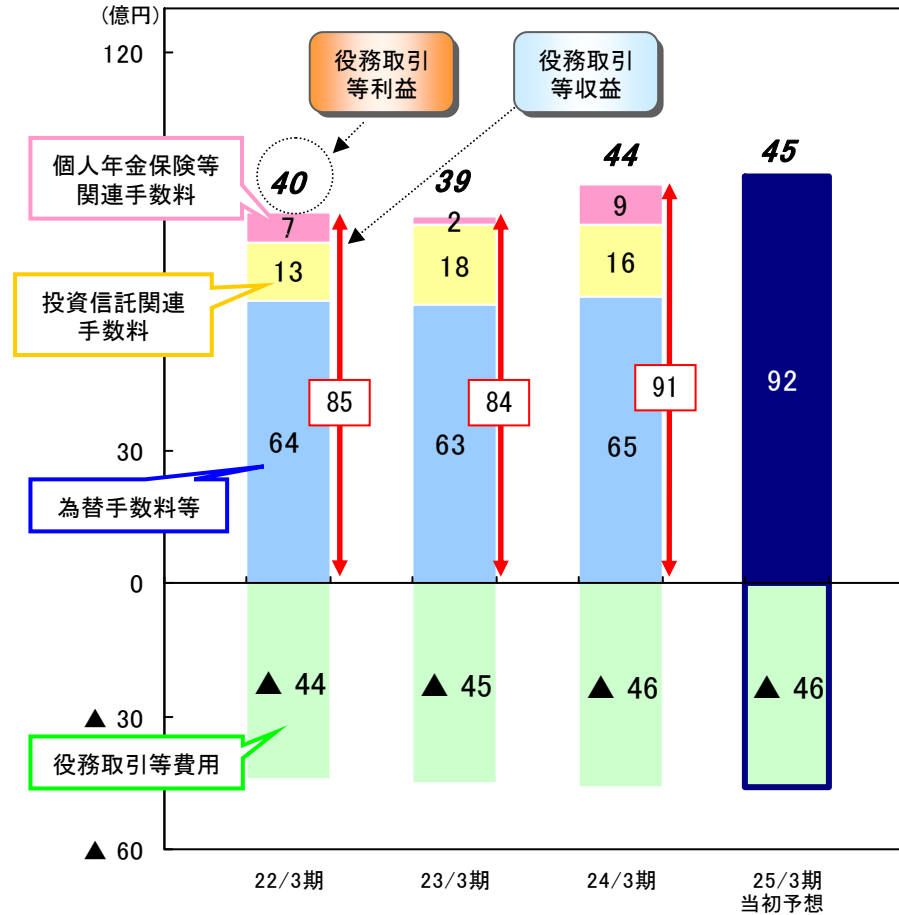 (億円)
120
役務取引
等利益
役務取引
等収益
個人年金保険等
関連手数料
40
39
44
45
7
2
9
13
18
16
投資信託関連
手数料
85
84
91
92
30
64
63
65
為替手数料等
0
▲ 44
▲ 45
▲ 46
▲ 46
▲ 30
役務取引等費用
▲ 60
22/3期
23/3期
24/3期
25/3期
当初予想